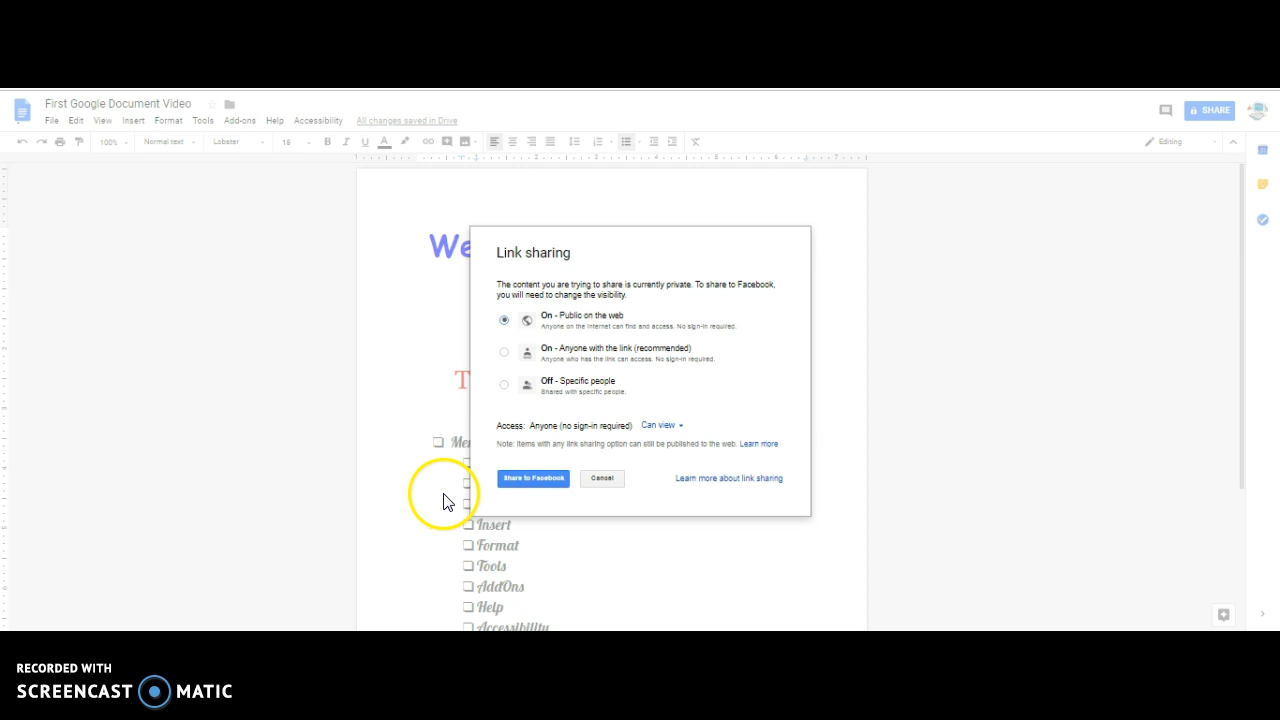 First Google Document Video
SHARE
File Edit View Insert Format Tools Add-ons Help Accessibility All changes saved in Drive
100% Normal text Lobster 18 B I U A Editing
We
Link sharing
The content you are trying to share is currently private. To share to Facebook,
you will need to change the visibility.
On - Public on the web
Anyone on the Internet can find and access. No sign-in required.
On - Anyone with the link (recommended)
Anyone who has the link can access. No sign-in required.
Off - Specific people
Shared with specific people.
T
Access: Anyone (no sign-in required) Can view
Me
Note: Items with any link sharing option can still be published to the web. Learn more
Share to Facebook Cancel Learn more about link sharing
Insert
Format
Tools
AddOns
Help
Accessibility
RECORDED WITH
SCREENCAST MATIC